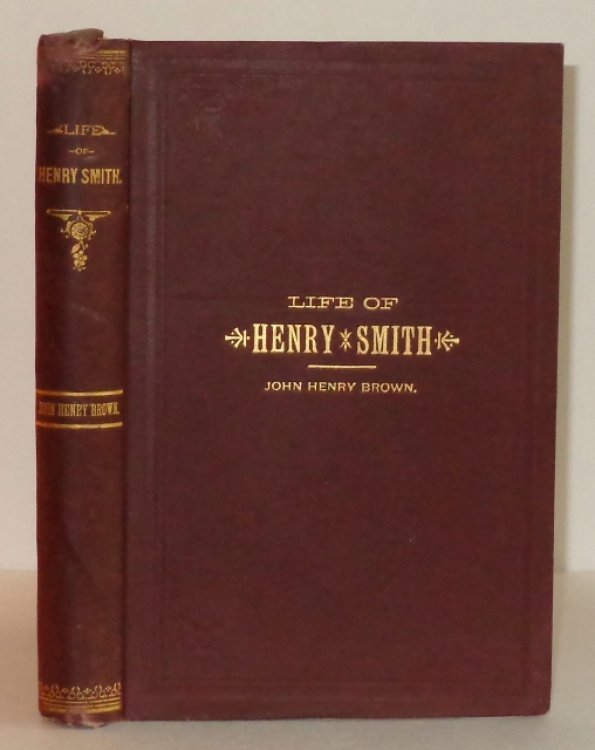 LIFE
OF
HENRY SMITH.
JOHN HENRY BROWN.
LIFE OF
HENRY SMITH
JOHN HENRY BROWN.